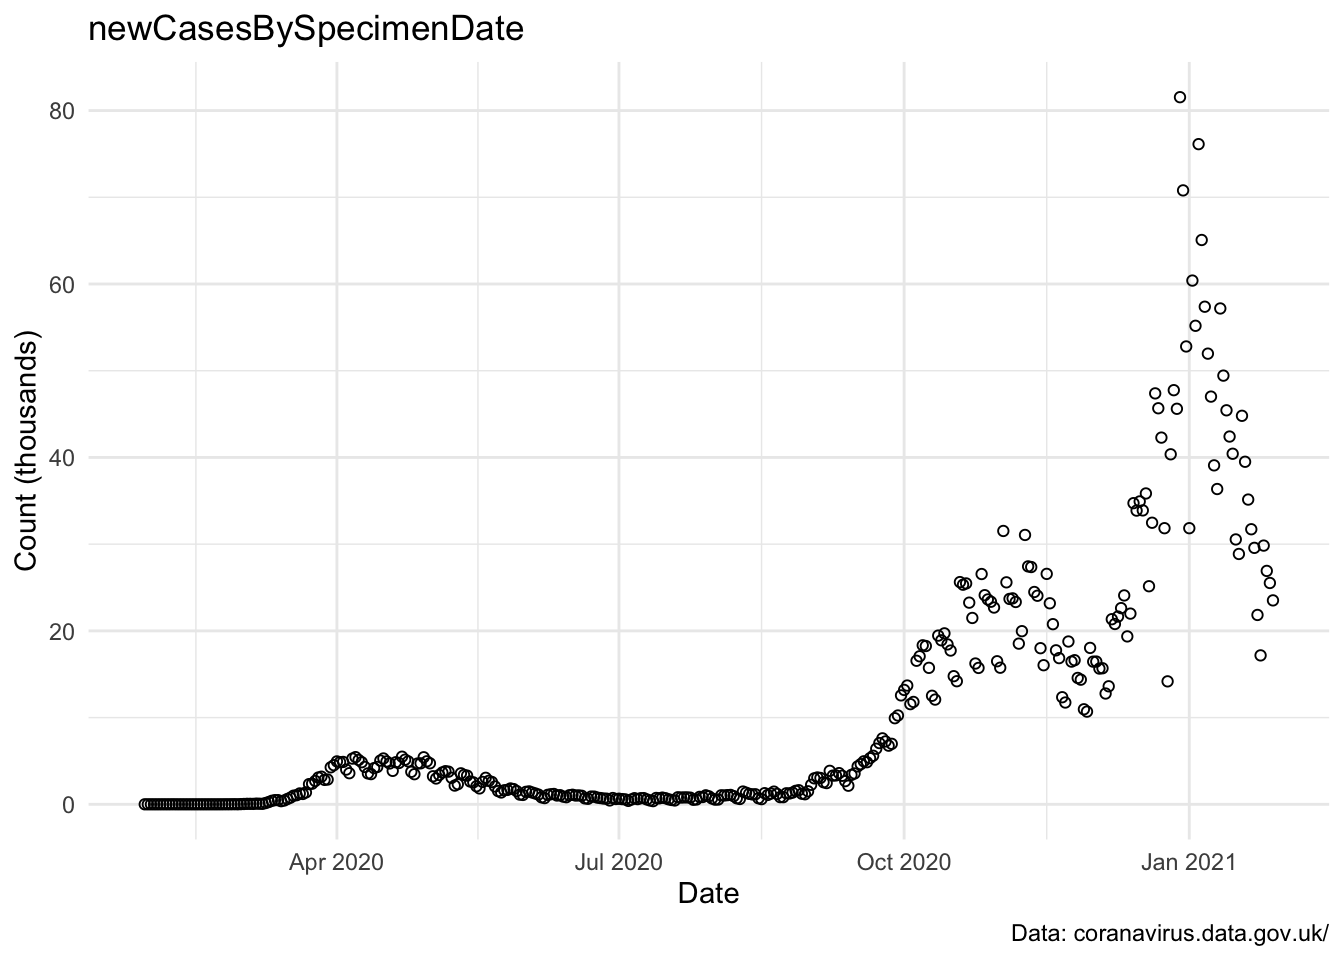 newCasesBySpecimenDate
80
60
40
20
0
Count (thousands)
Apr 2020 Jul 2020 Oct 2020 Jan 2021
Date
Data: coranavirus.data.gov.uk/